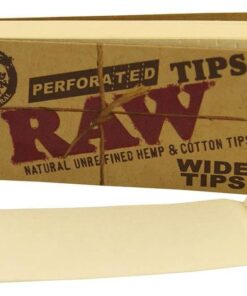 PERFORATED TIPS
RAW
NATURAL UNREFINED HEMP & COTTON TIPS
WIDE
TIPS